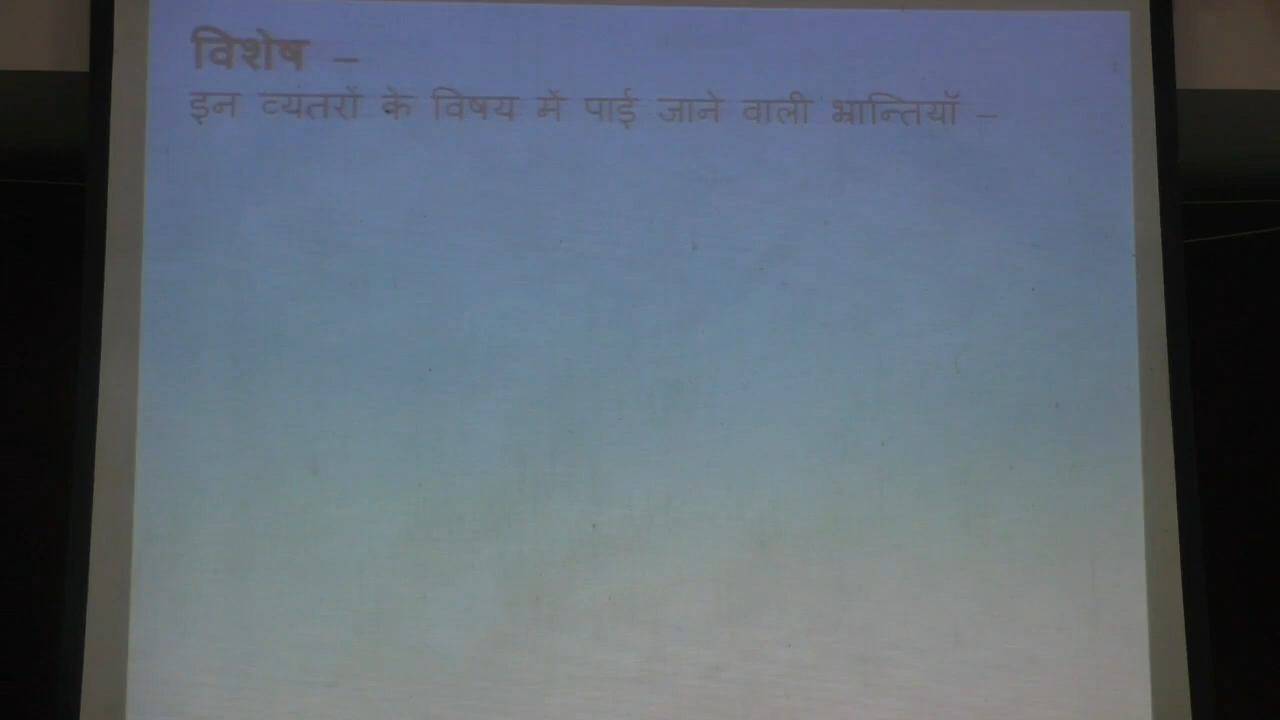 विशेष –
इन व्यंतरों के विषय में पाई जाने वाली भ्रान्तियाँ –